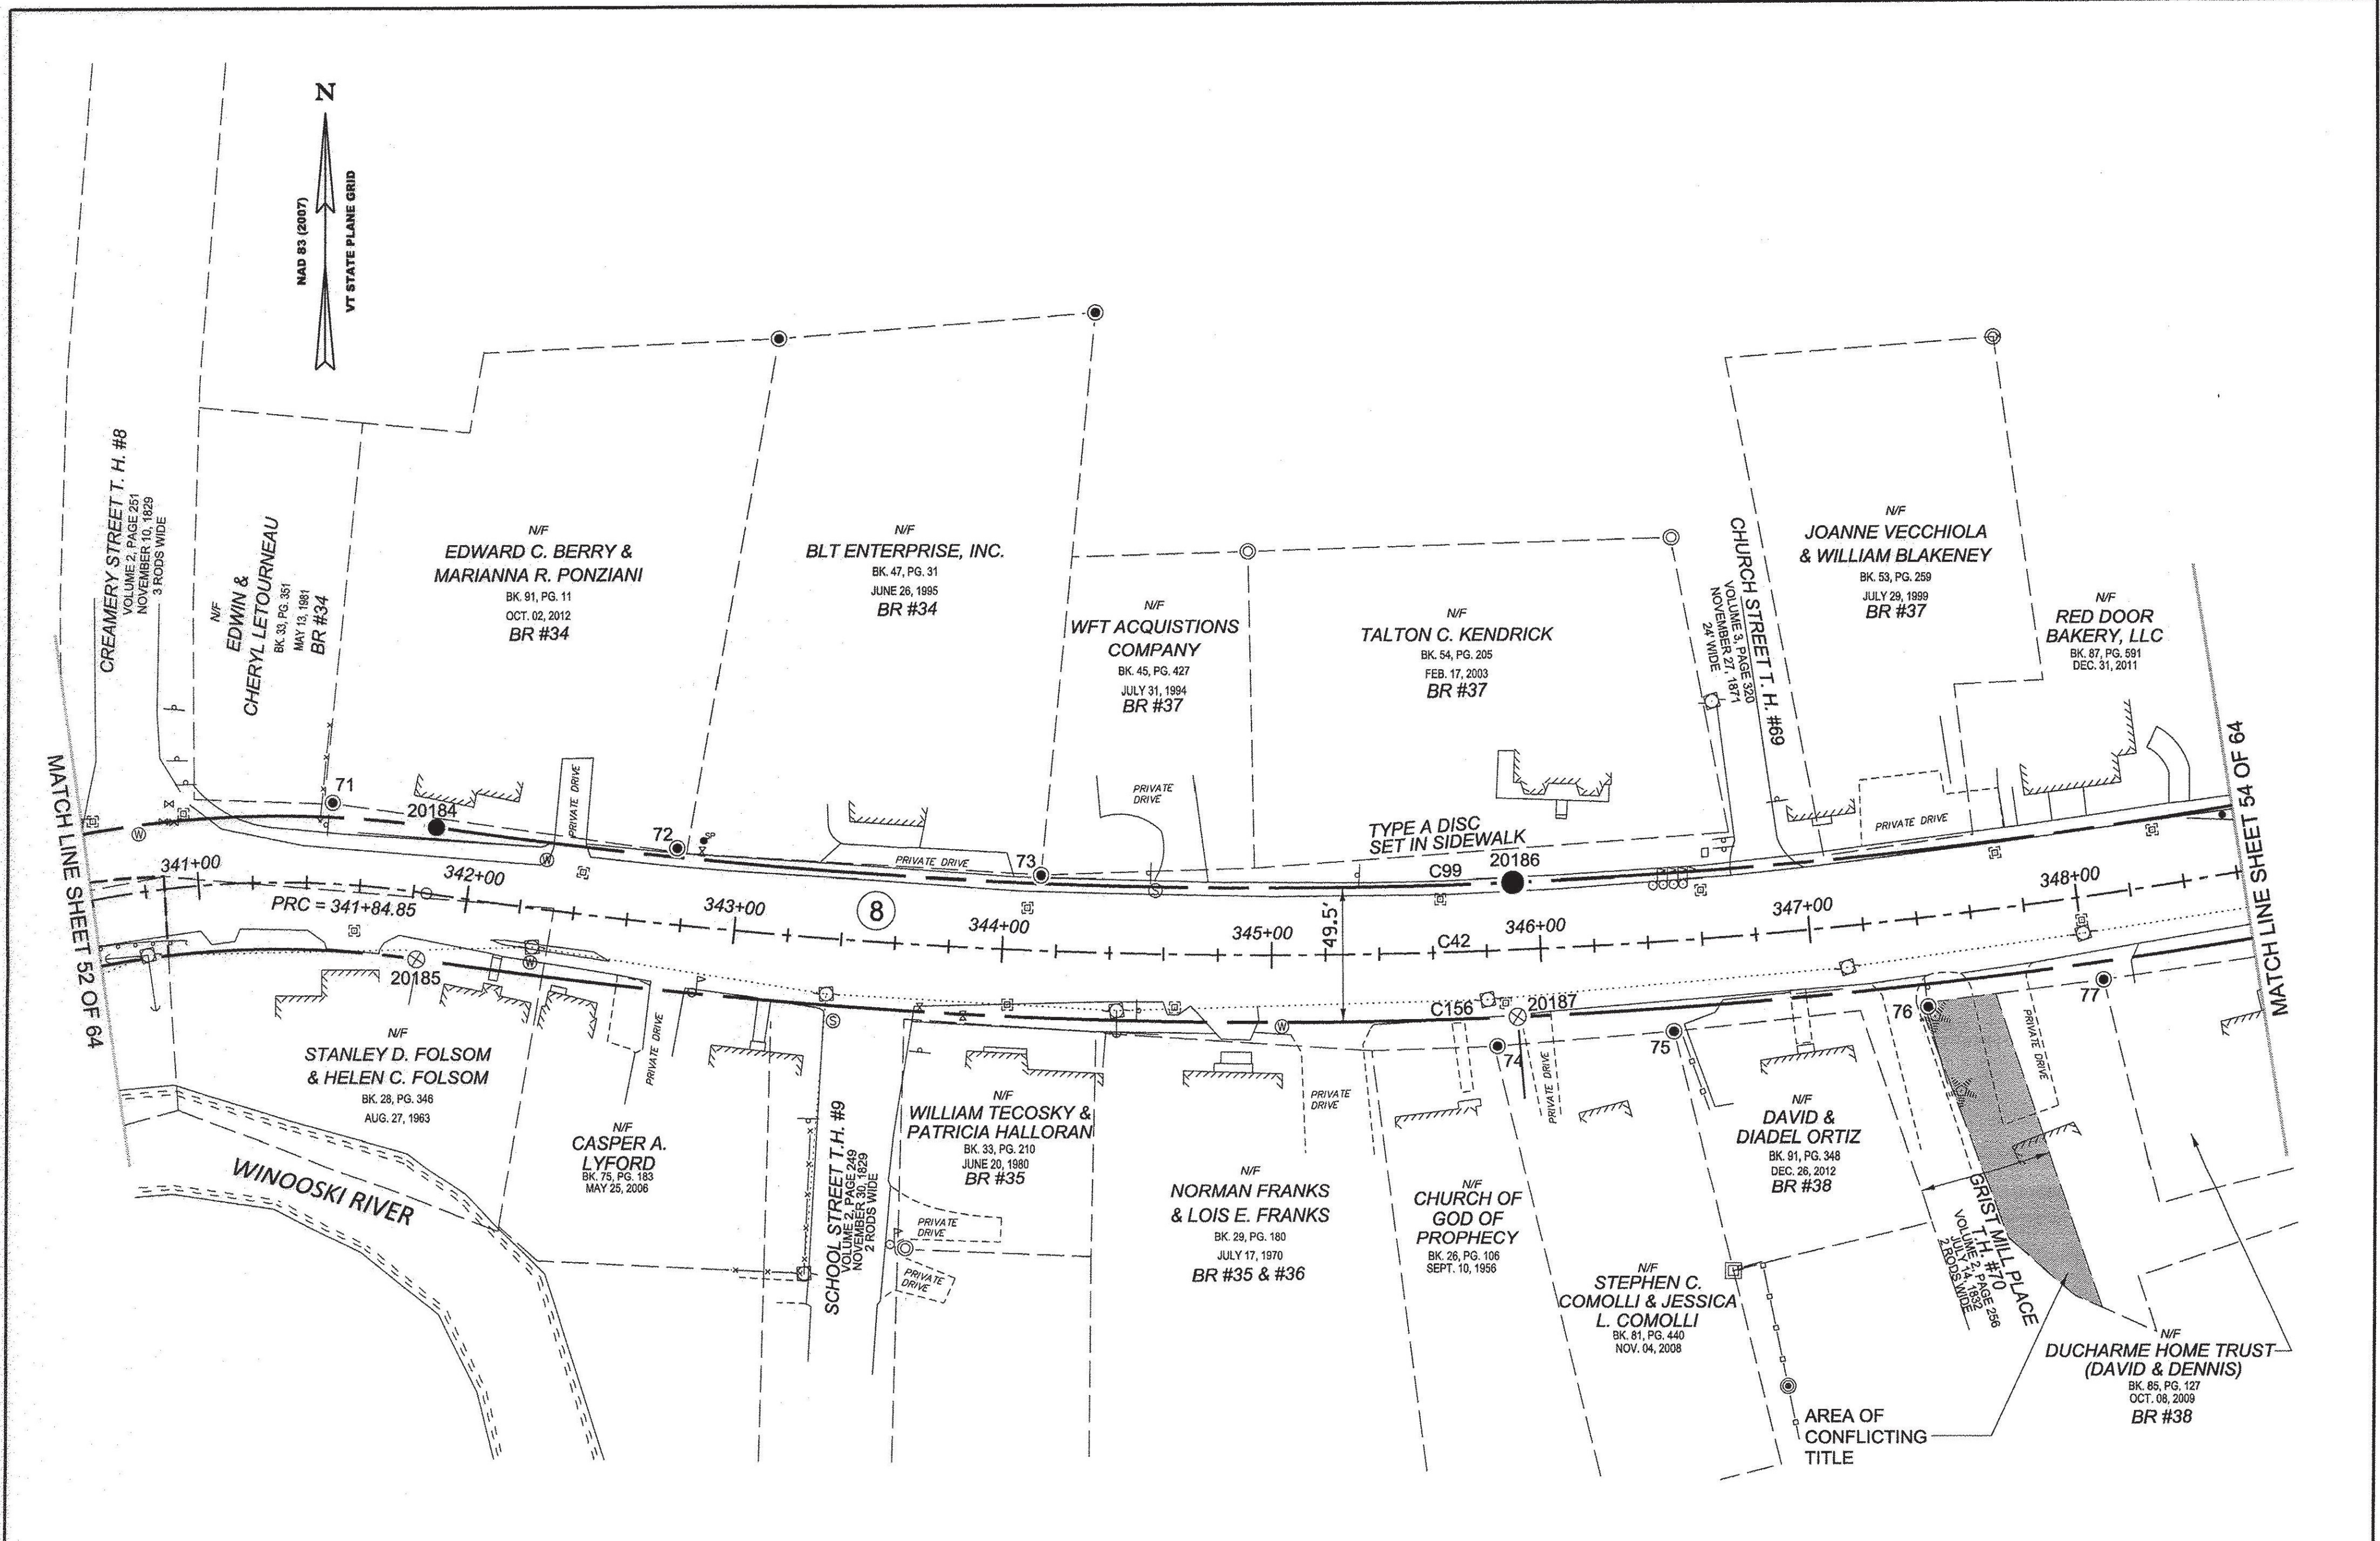 N
NAD 83 (2007)
VT STATE PLANE GRID
CREAMERY STREET T. H. #8
VOLUME 2, PAGE 251
NOVEMBER 10, 1829
3 RODS WIDE
N/F
EDWIN &
CHERYL LETOURNEAU
BK. 33, PG. 351
MAY 13, 1981
BR #34
N/F
EDWARD C. BERRY &
MARIANNA R. PONZIANI
BK. 91, PG. 11
OCT. 02, 2012
BR #34
N/F
BLT ENTERPRISE, INC.
BK. 47, PG. 31
JUNE 26, 1995
BR #34
N/F
WFT ACQUISTIONS
COMPANY
BK. 45, PG. 427
JULY 31, 1994
BR #37
N/F
TALTON C. KENDRICK
BK. 54, PG. 205
FEB. 17, 2003
BR #37
CHURCH STREET T. H. #69
VOLUME 3, PAGE 320
NOVEMBER 27, 1871
24' WIDE
N/F
JOANNE VECCHIOLA
& WILLIAM BLAKENEY
BK. 53, PG. 259
JULY 29, 1999
BR #37
N/F
RED DOOR
BAKERY, LLC
BK. 87, PG. 591
DEC. 31, 2011
MATCH LINE SHEET 52 OF 64
MATCH LINE SHEET 54 OF 64
71
20184
PRIVATE DRIVE
72
SP
PRIVATE DRIVE
73
PRIVATE
DRIVE
TYPE A DISC
SET IN SIDEWALK
C99
20186
PRIVATE DRIVE
W
W
S
341+00
342+00
343+00
344+00
345+00
346+00
347+00
348+00
PRC = 341+84.85
8
49.5'
C42
20185
W
S
W
C156
20187
74
75
76
77
PRIVATE DRIVE
PRIVATE
DRIVE
PRIVATE DRIVE
PRIVATE DRIVE
N/F
STANLEY D. FOLSOM
& HELEN C. FOLSOM
BK. 28, PG. 346
AUG. 27, 1963
WINOOSKI RIVER
N/F
CASPER A.
LYFORD
BK. 75, PG. 183
MAY 25, 2006
SCHOOL STREET T.H. #9
VOLUME 2, PAGE 249
NOVEMBER 30, 1829
2 RODS WIDE
N/F
WILLIAM TECOSKY &
PATRICIA HALLORAN
BK. 33, PG. 210
JUNE 20, 1980
BR #35
PRIVATE
DRIVE
PRIVATE
DRIVE
N/F
NORMAN FRANKS
& LOIS E. FRANKS
BK. 29, PG. 180
JULY 17, 1970
BR #35 & #36
N/F
CHURCH OF
GOD OF
PROPHECY
BK. 26, PG. 106
SEPT. 10, 1956
N/F
STEPHEN C.
COMOLLI & JESSICA
L. COMOLLI
BK. 81, PG. 440
NOV. 04, 2008
N/F
DAVID &
DIADEL ORTIZ
BK. 91, PG. 348
DEC. 26, 2012
BR #38
GRIST MILL PLACE
T.H. #70
VOLUME 2, PAGE 256
JULY 14, 1832
2 RODS WIDE
N/F
DUCHARME HOME TRUST
(DAVID & DENNIS)
BK. 85, PG. 127
OCT. 08, 2009
BR #38
AREA OF
CONFLICTING
TITLE